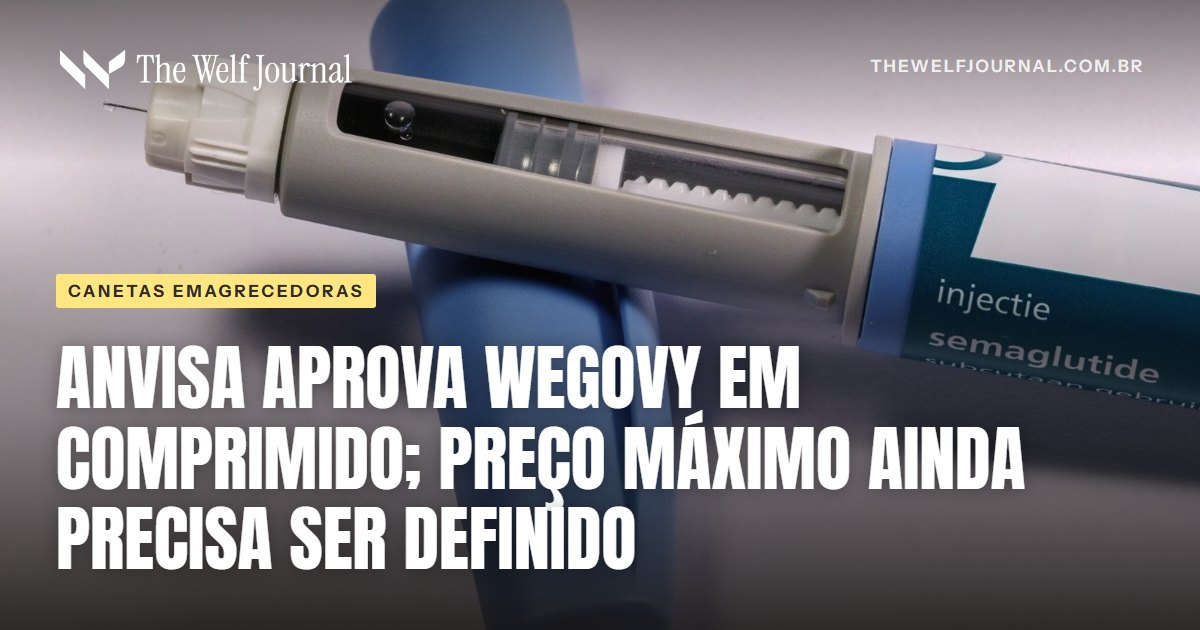 The Welf Journal
THEWELFJOURNAL.COM.BR
injectie
semaglutide
CANETAS EMAGRECEDORAS
ANVISA APROVA WEGOVY EM
COMPRIMIDO; PREÇO MÁXIMO AINDA
PRECISA SER DEFINIDO